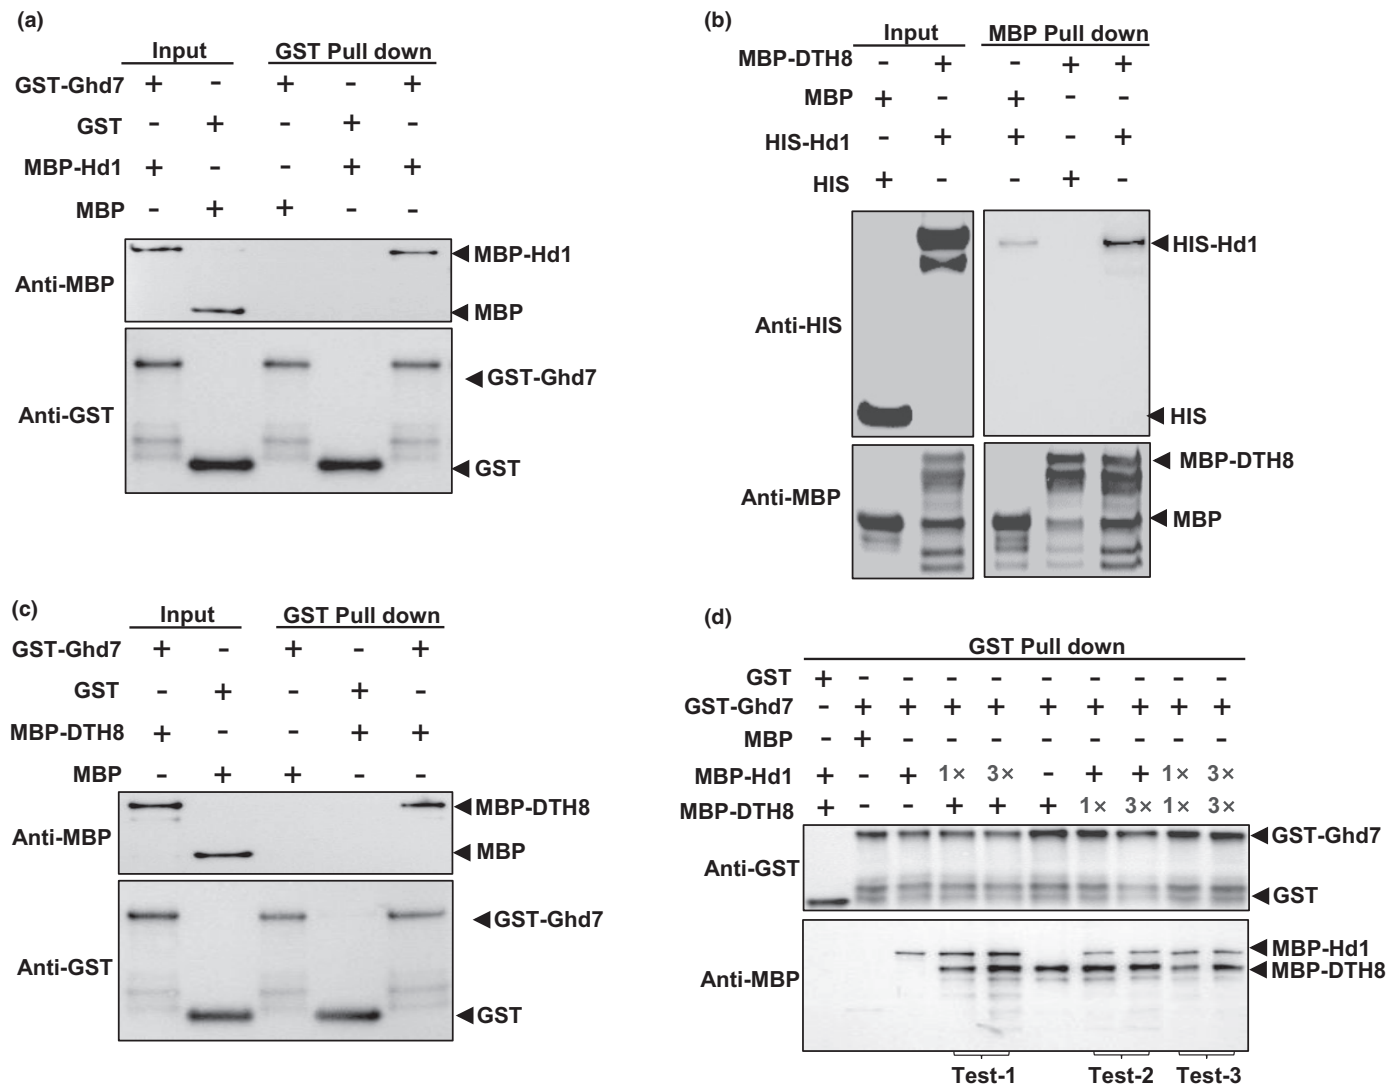 (a)
Input GST Pull down
GST-Ghd7 + - + - +
GST - + - + -
MBP-Hd1 + - - + +
MBP - + + - -
Anti-MBP
MBP-Hd1
MBP
Anti-GST
GST-Ghd7
GST
(b)
Input MBP Pull down
MBP-DTH8 - + - + +
MBP + - + - -
HIS-Hd1 - + + - +
HIS + - - + -
Anti-HIS
HIS-Hd1
HIS
Anti-MBP
MBP-DTH8
MBP
(c)
Input GST Pull down
GST-Ghd7 + - + - +
GST - + - + -
MBP-DTH8 + - - + +
MBP - + + - -
Anti-MBP
MBP-DTH8
MBP
Anti-GST
GST-Ghd7
GST
(d)
GST Pull down
GST + - - - - - - - - -
GST-Ghd7 - + + + + + + + + +
MBP - + - - - - - - - -
MBP-Hd1 + - + 1× 3× - + + 1× 3×
MBP-DTH8 + - - + + + 1× 3× 1× 3×
Anti-GST
GST-Ghd7
GST
Anti-MBP
MBP-Hd1
MBP-DTH8
Test-1 Test-2 Test-3